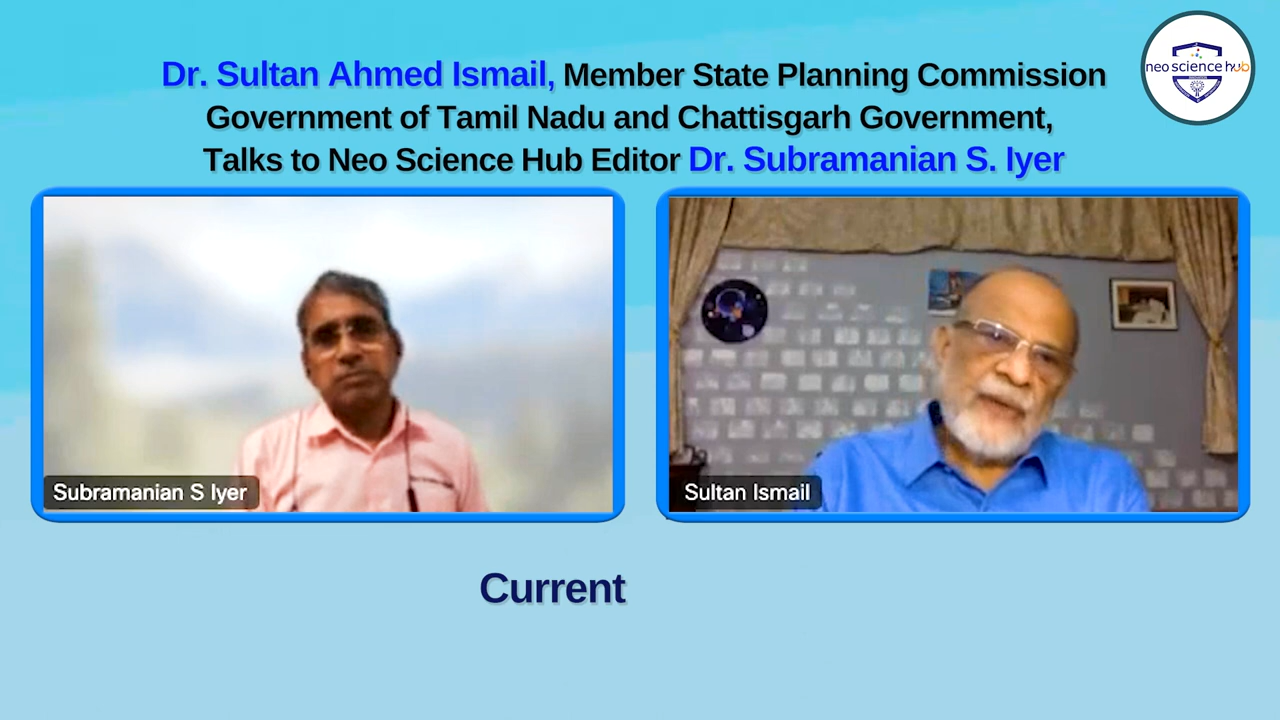 Dr. Sultan Ahmed Ismail, Member State Planning Commission
Government of Tamil Nadu and Chattisgarh Government,
Talks to Neo Science Hub Editor Dr. Subramanian S. Iyer
neo science hub
Subramanian S Iyer
Sultan Ismail
Current